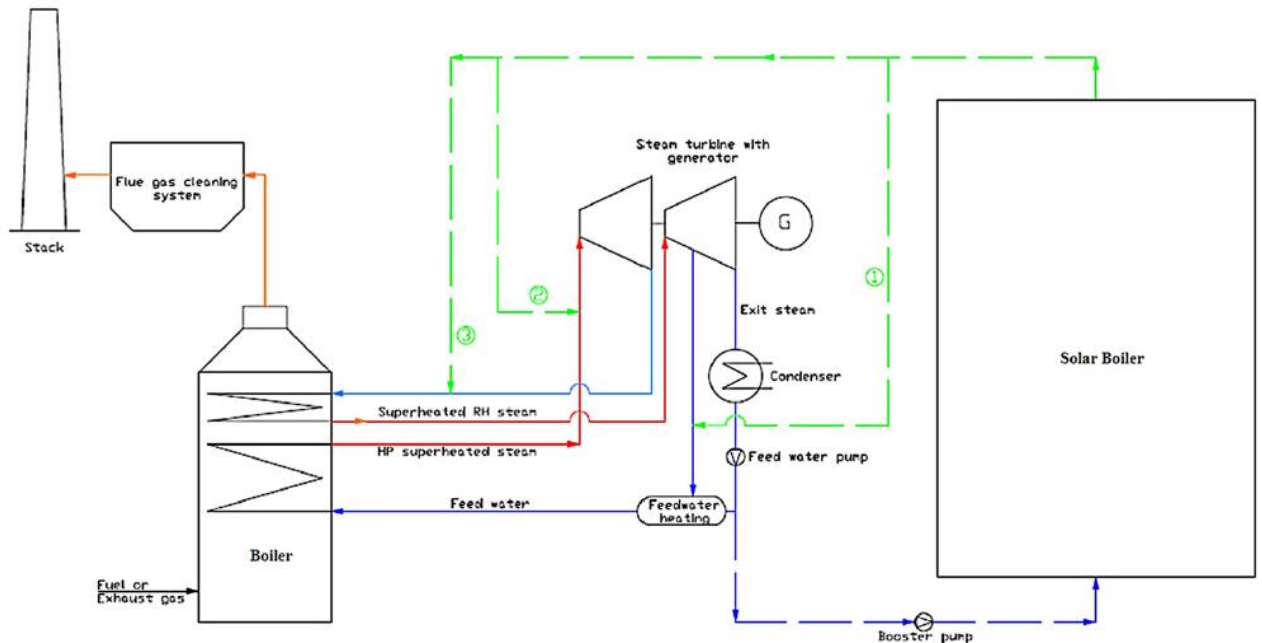 Steam turbine with
generator
G
Flue gas cleaning
system
Stack
①
②
③
Exit steam
Solar Boiler
Condenser
Superheated RH steam
HP superheated steam
Feed water pump
Feed water
Feedwater
heating
Boiler
Fuel or
Exhaust gas
Booster pump